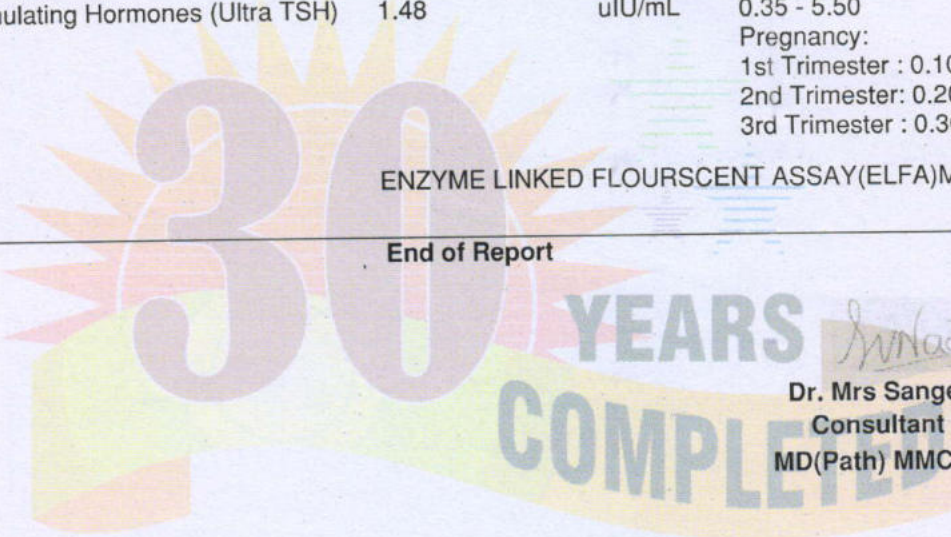 ulating Hormones (Ultra TSH) 1.48 uIU/mL 0.35 - 5.50
Pregnancy:
1st Trimester : 0.10
2nd Trimester: 0.20
3rd Trimester : 0.3
ENZYME LINKED FLOURSCENT ASSAY(ELFA)M
End of Report
30
YEARS
COMPLETED
Dr. Mrs Sange
Consultant
MD(Path) MMC